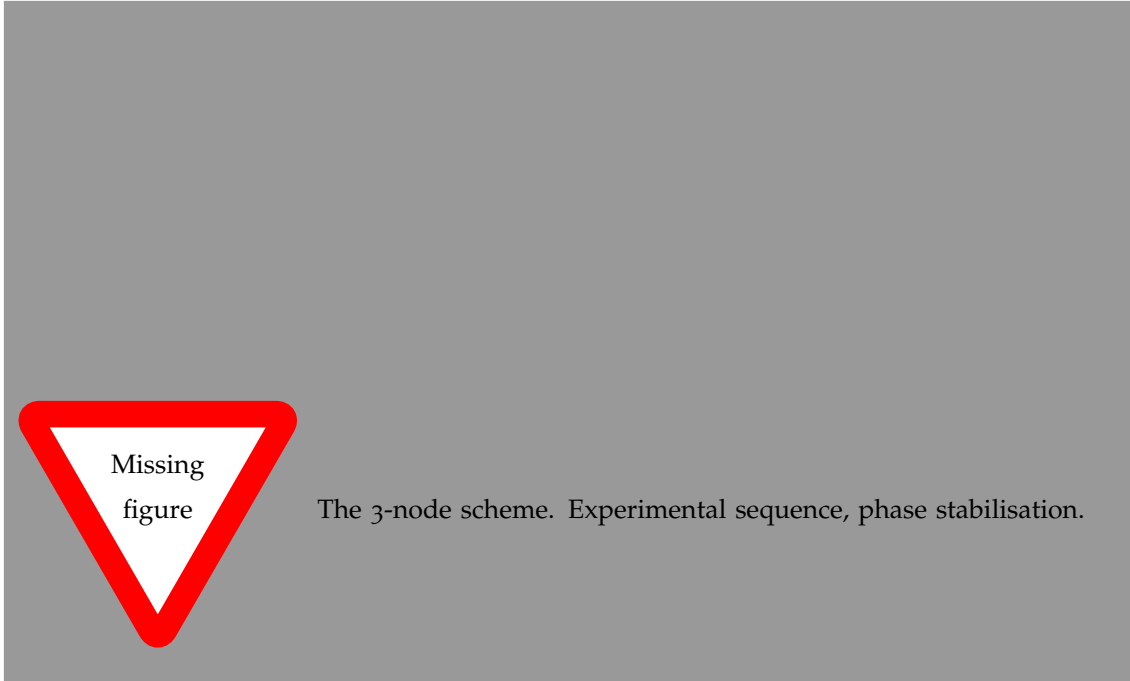 Missing
figure
The 3-node scheme. Experimental sequence, phase stabilisation.